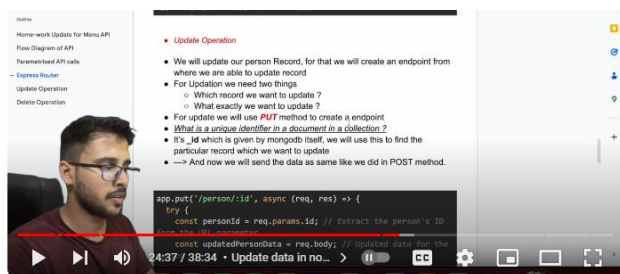 Outline
Home-work Update for Menu API
Flow Diagram of API
Parametrised API calls
Express Router
Update Operation
Delete Operation
Update Operation
We will update our person Record, for that we will create an endpoint from
where we are able to update record
For Updation we need two things
Which record we want to update ?
What exactly we want to update ?
For update we will use PUT method to create a endpoint
What is a unique identifier in a document in a collection ?
It's _id which is given by mongodb itself, we will use this to find the
particular record which we want to update
—> And now we will send the data as same like we did in POST method.
app.put('/person/:id', async (req, res) => {
try {
const personId = req.params.id; // Extract the person's ID
from the URL parameter
const updatedPersonData = req.body; // Updated data for the
24:37 / 38:34 • Update data in no... >
CC